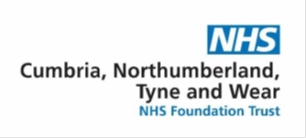 NHS
Cumbria, Northumberland,
Tyne and Wear
NHS Foundation Trust